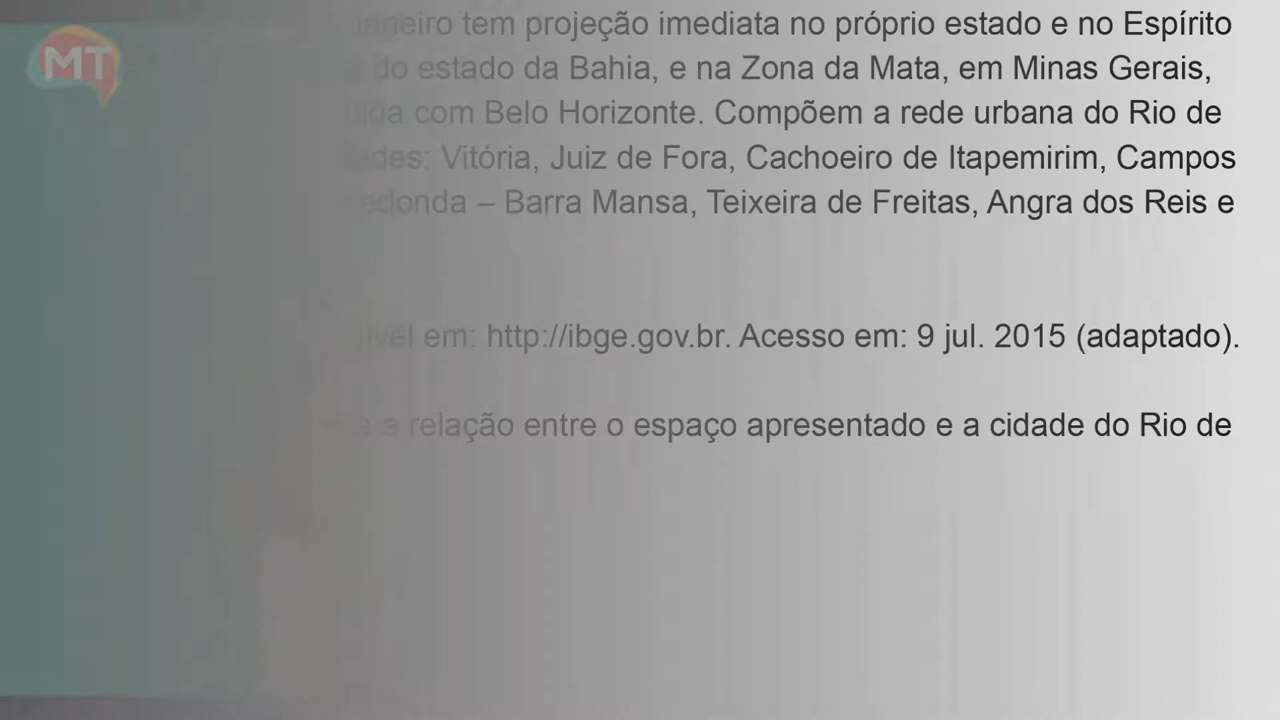 MT
tem projeção imediata no próprio estado e no Espírito
do estado da Bahia, e na Zona da Mata, em Minas Gerais,
com Belo Horizonte. Compõem a rede urbana do Rio de
Vitória, Juiz de Fora, Cachoeiro de Itapemirim, Campos
– Barra Mansa, Teixeira de Freitas, Angra dos Reis e
em: http://ibge.gov.br. Acesso em: 9 jul. 2015 (adaptado).
a relação entre o espaço apresentado e a cidade do Rio de